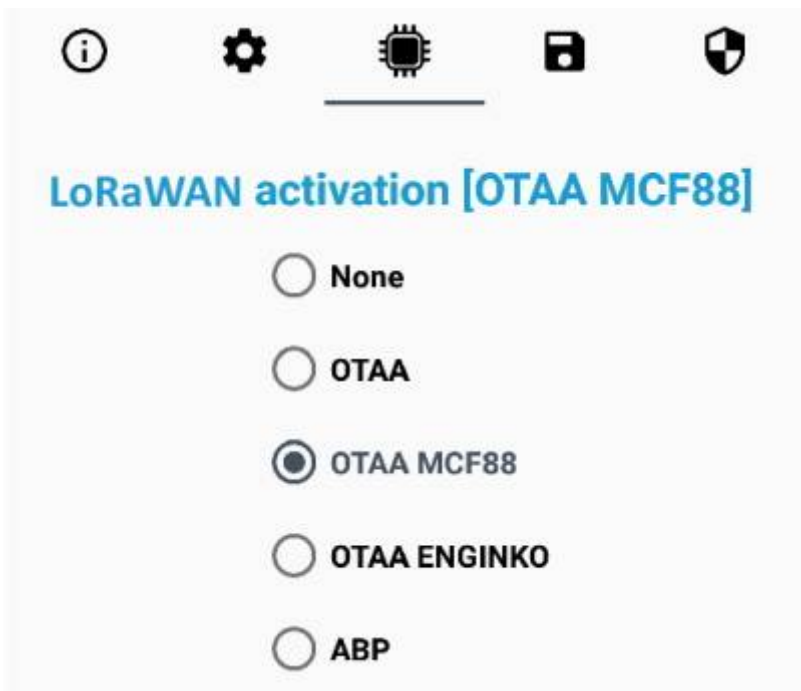 LoRaWAN activation [OTAA MCF88]
None
OTAA
OTAA MCF88
OTAA ENGINKO
ABP